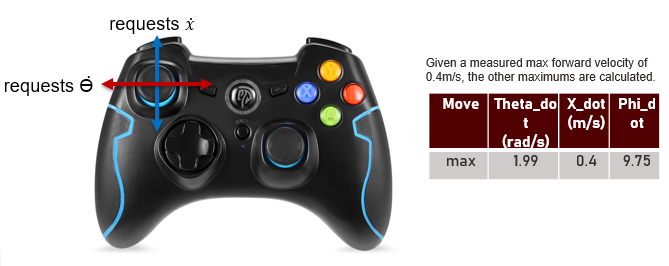 requests ẋ
requests Ө̇
Given a measured max forward velocity of
0.4m/s, the other maximums are calculated.
Move Theta_do X_dot Phi_d
t (m/s) ot
(rad/s)
max 1.99 0.4 9.75
Y
X
B
A